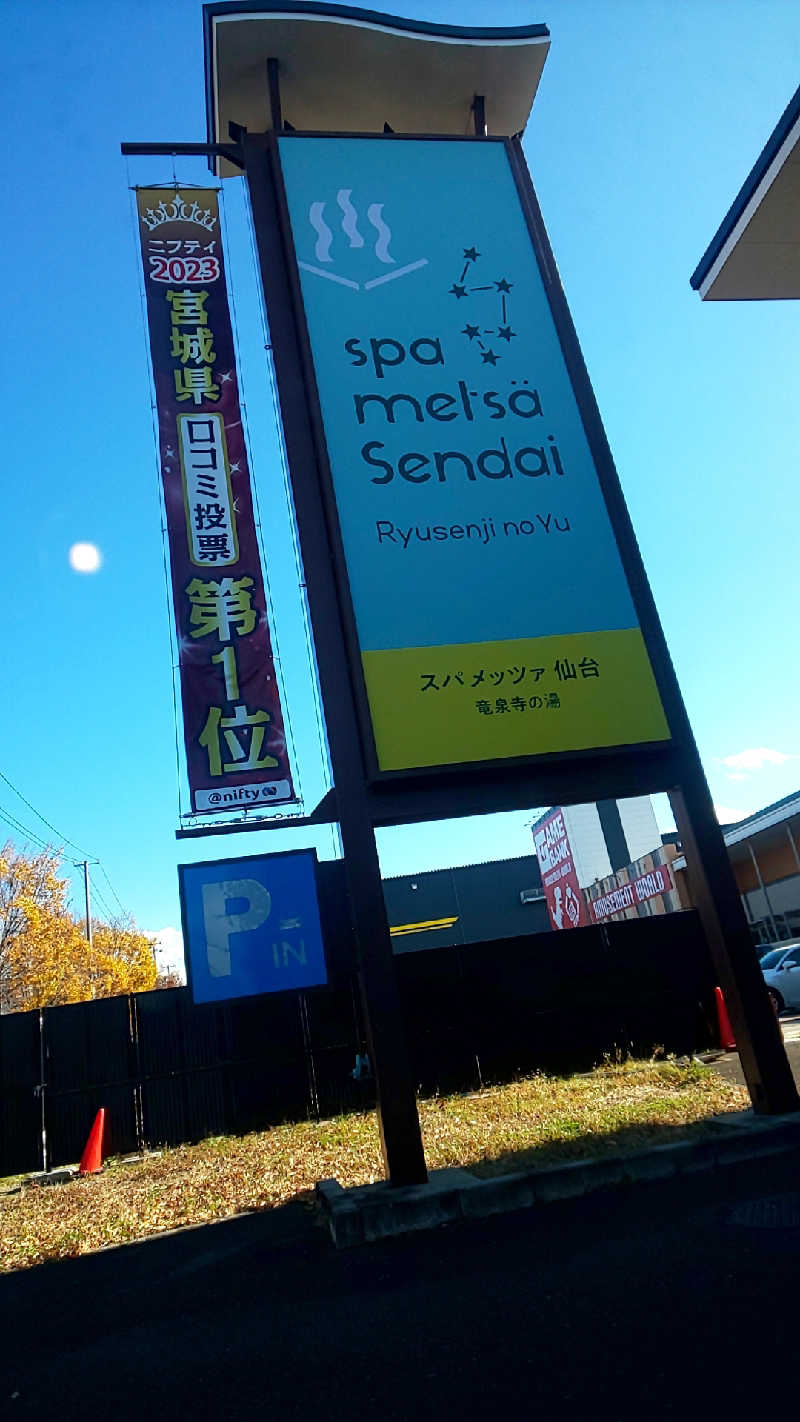 ニフティ
2023
宮城県
口コミ投票
第1位
@nifty
spa
metsä
Sendai
Ryusenji no Yu
スパメッツァ 仙台
竜泉寺の湯
P
IN
GAME
BANK
AMUSEMENT WORLD